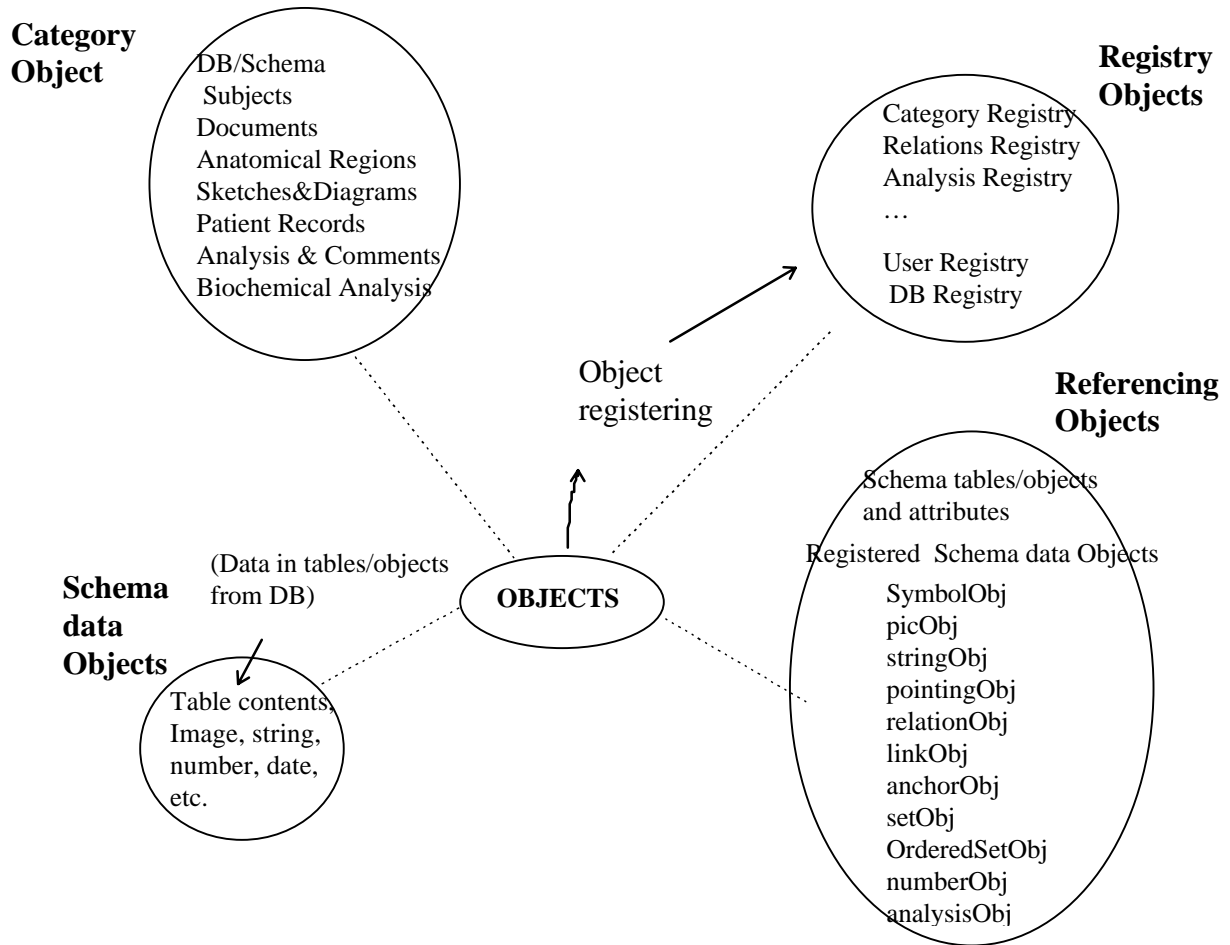 Category
Object
DB/Schema
Subjects
Documents
Anatomical Regions
Sketches&Diagrams
Patient Records
Analysis & Comments
Biochemical Analysis
Registry
Objects
Category Registry
Relations Registry
Analysis Registry
…
User Registry
DB Registry
Object
registering
Referencing
Objects
Schema tables/objects
and attributes
Registered Schema data Objects
SymbolObj
picObj
stringObj
pointingObj
relationObj
linkObj
anchorObj
setObj
OrderedSetObj
numberObj
analysisObj
OBJECTS
(Data in tables/objects
from DB)
Schema
data
Objects
Table contents,
Image, string,
number, date,
etc.